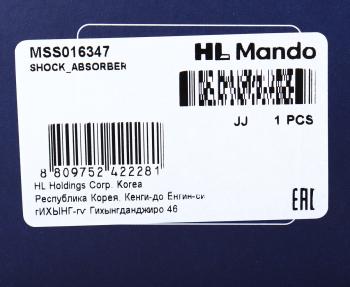 MSS016347
HL Mando
SHOCK_ABSORBER
JJ 1 PCS
8 809752 422281
HL Holdings Corp. Korea
Республика Корея. Кенги-до Ёнгин-си
гИХЫНГ-гу Гихынгданджиро 46
EAC